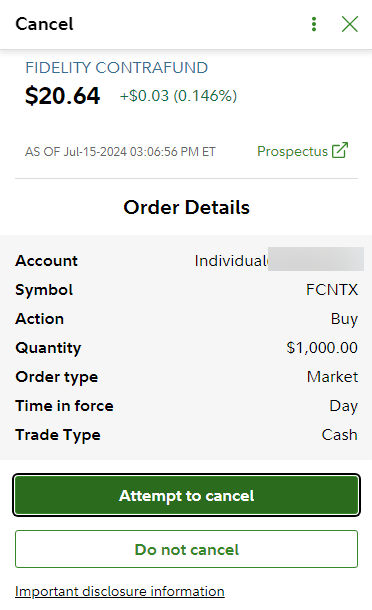 Cancel
FIDELITY CONTRAFUND
$20.64 +$0.03 (0.146%)
AS OF Jul-15-2024 03:06:56 PM ET Prospectus
Order Details
Account Individual
Symbol FCNTX
Action Buy
Quantity $1,000.00
Order type Market
Time in force Day
Trade Type Cash
Attempt to cancel
Do not cancel
Important disclosure information